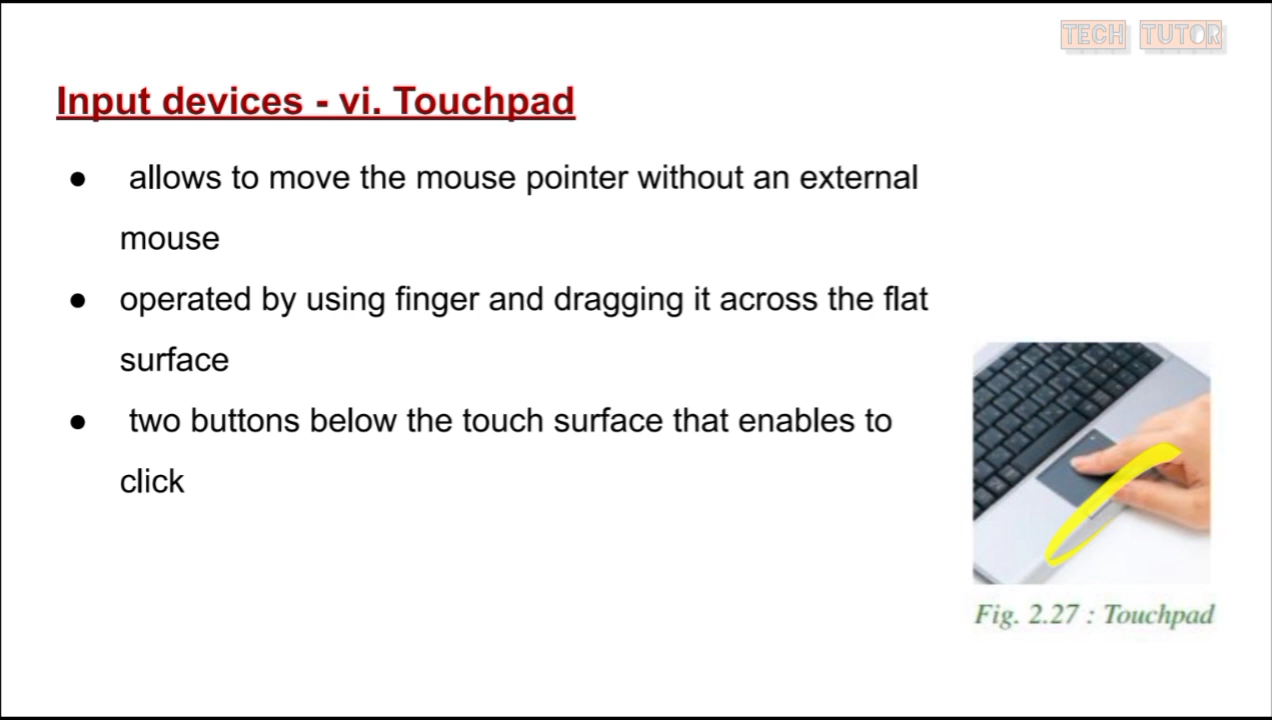 TECH TUTOR
Input devices - vi. Touchpad
● allows to move the mouse pointer without an external
mouse
● operated by using finger and dragging it across the flat
surface
● two buttons below the touch surface that enables to
click
Fig. 2.27 : Touchpad